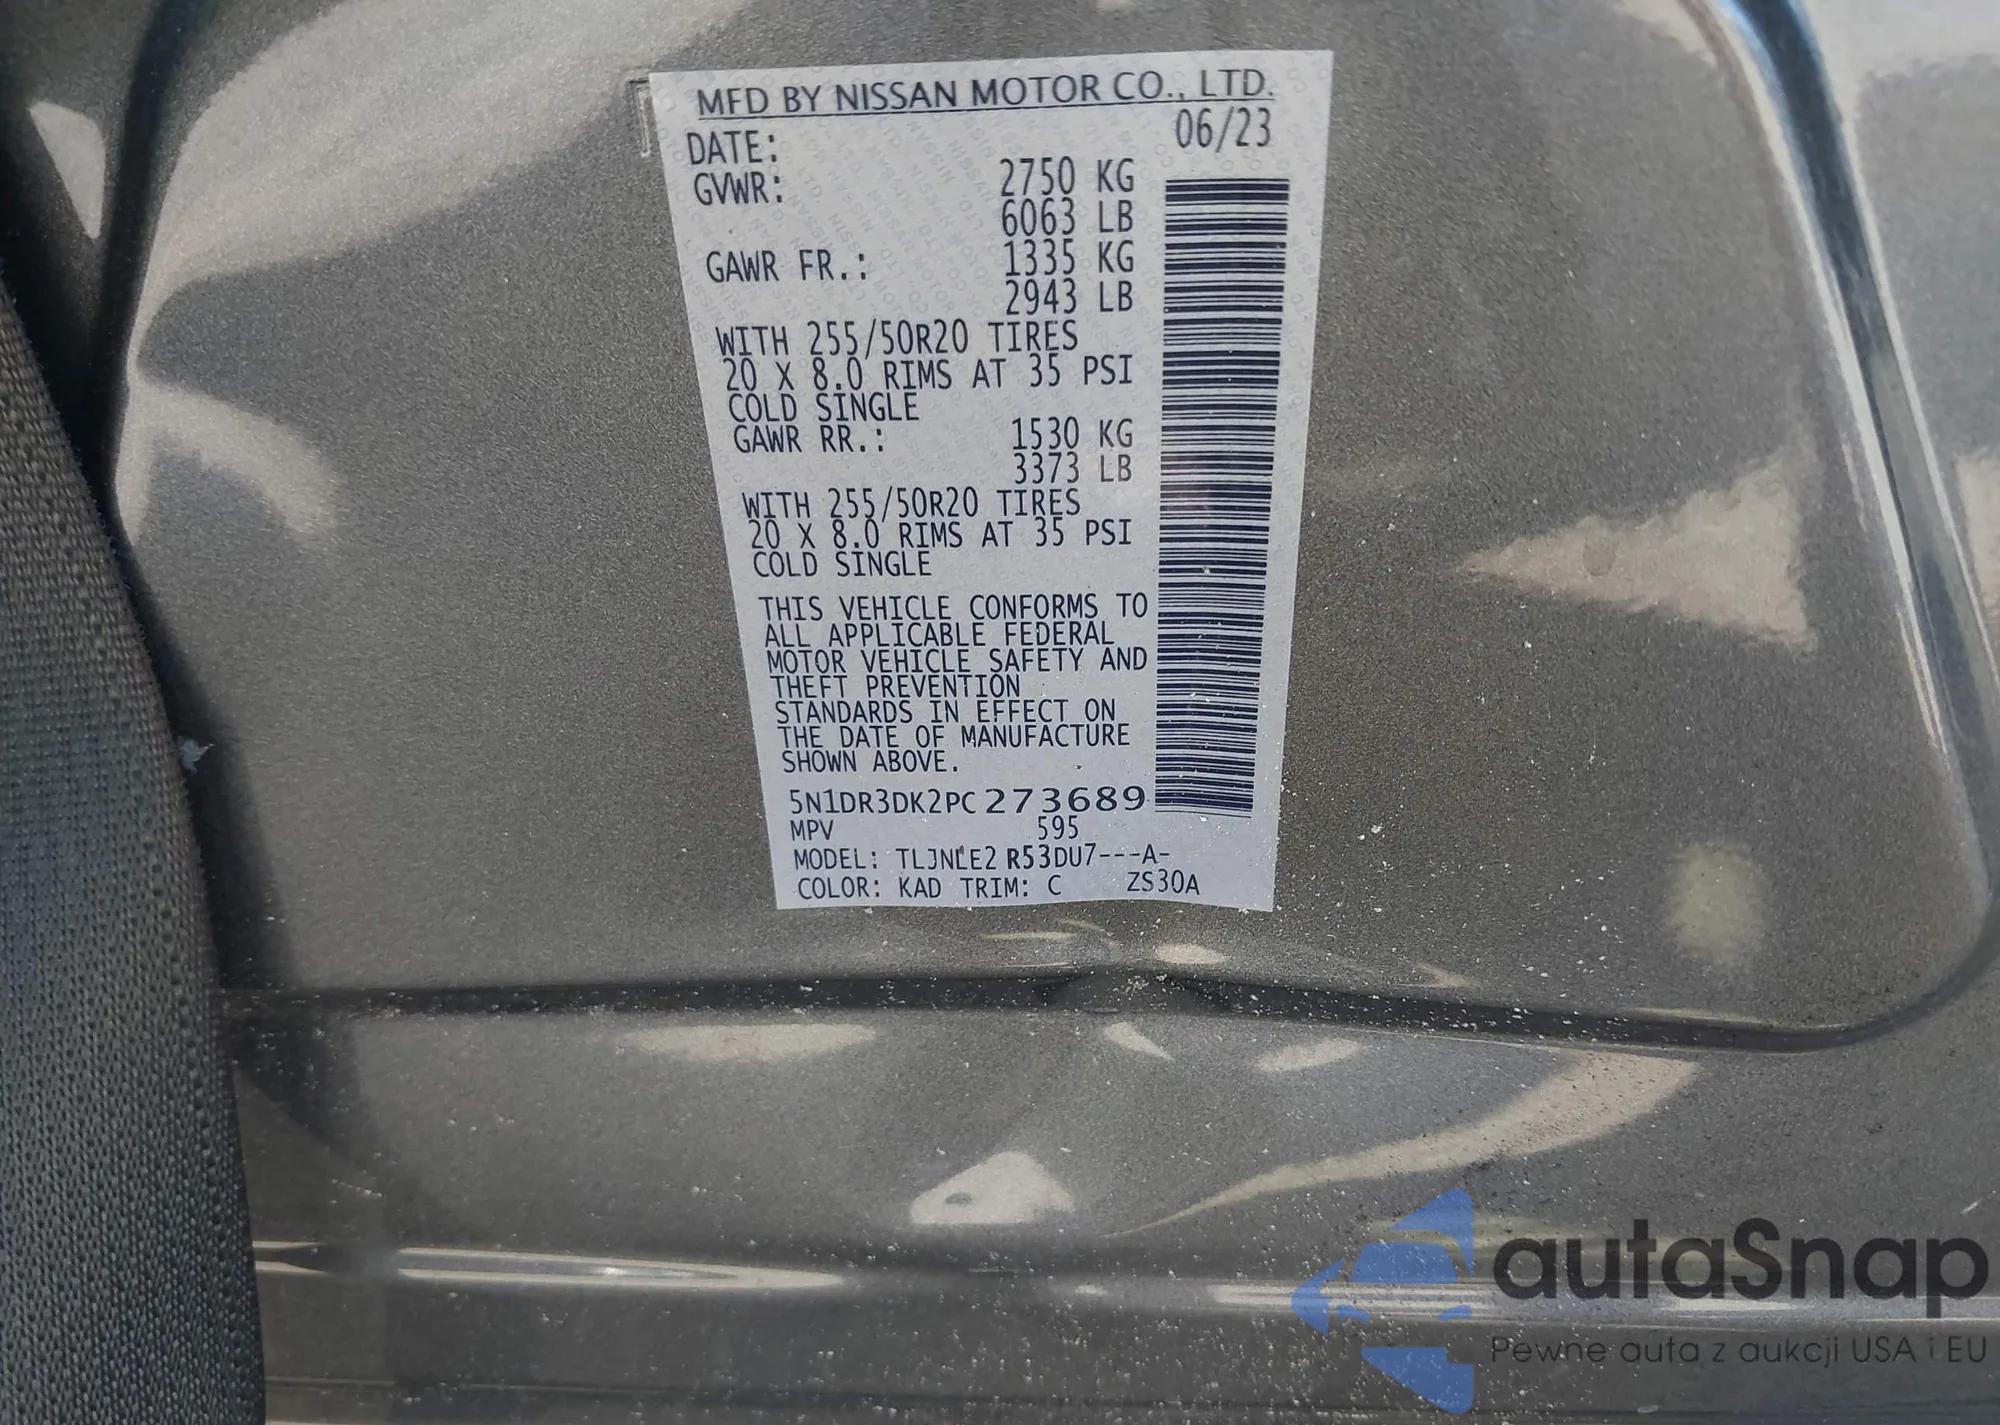 MFD BY NISSAN MOTOR CO., LTD.
DATE: 06/23
GVWR: 2750 KG
6063 LB
GAWR FR.: 1335 KG
2943 LB
WITH 255/50R20 TIRES
20 X 8.0 RIMS AT 35 PSI
COLD SINGLE
GAWR RR.: 1530 KG
3373 LB
WITH 255/50R20 TIRES
20 X 8.0 RIMS AT 35 PSI
COLD SINGLE
THIS VEHICLE CONFORMS TO
ALL APPLICABLE FEDERAL
MOTOR VEHICLE SAFETY AND
THEFT PREVENTION
STANDARDS IN EFFECT ON
THE DATE OF MANUFACTURE
SHOWN ABOVE.
5N1DR3DK2PC273689
MPV 595
MODEL: TLJNLE2 R53DU7---A-
COLOR: KAD TRIM: C ZS30A
autaSnap
Pewne auta z aukcji USA i EU